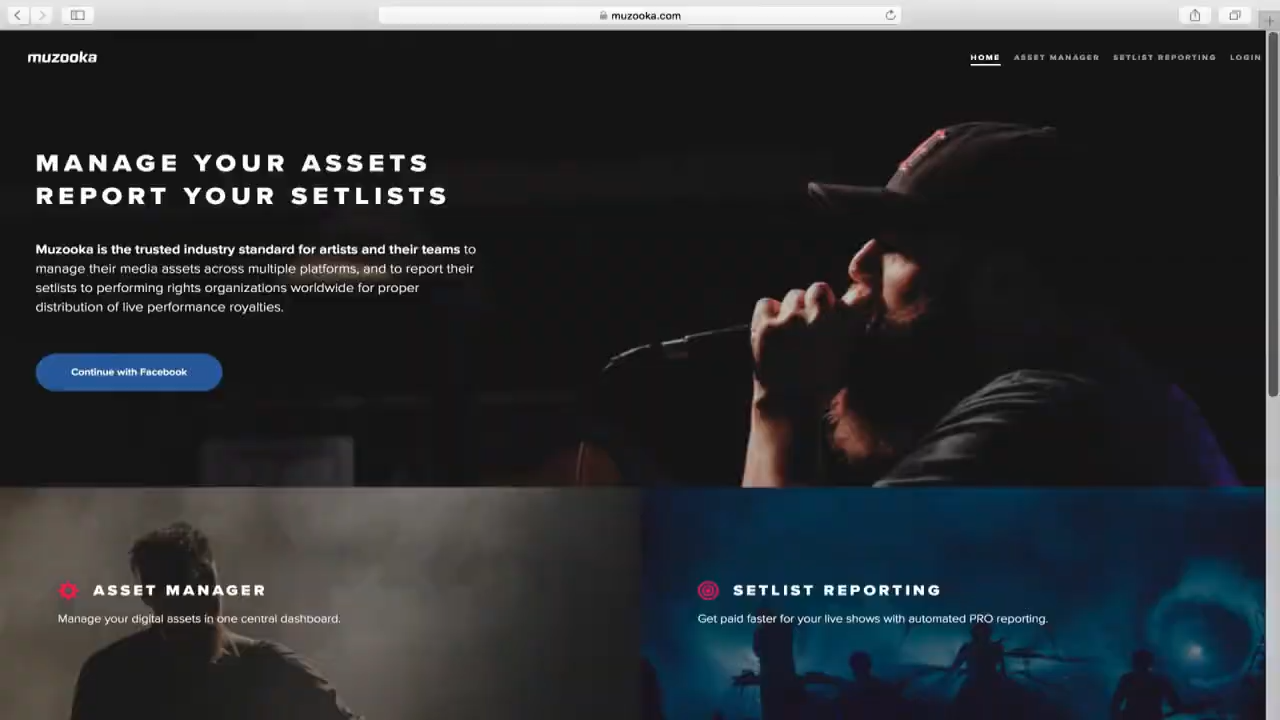 muzooka.com
muzooka
HOME ASSET MANAGER SETLIST REPORTING LOGIN
MANAGE YOUR ASSETS
REPORT YOUR SETLISTS
Muzooka is the trusted industry standard for artists and their teams to
manage their media assets across multiple platforms, and to report their
setlists to performing rights organizations worldwide for proper
distribution of live performance royalties.
Continue with Facebook
ASSET MANAGER
Manage your digital assets in one central dashboard.
SETLIST REPORTING
Get paid faster for your live shows with automated PRO reporting.